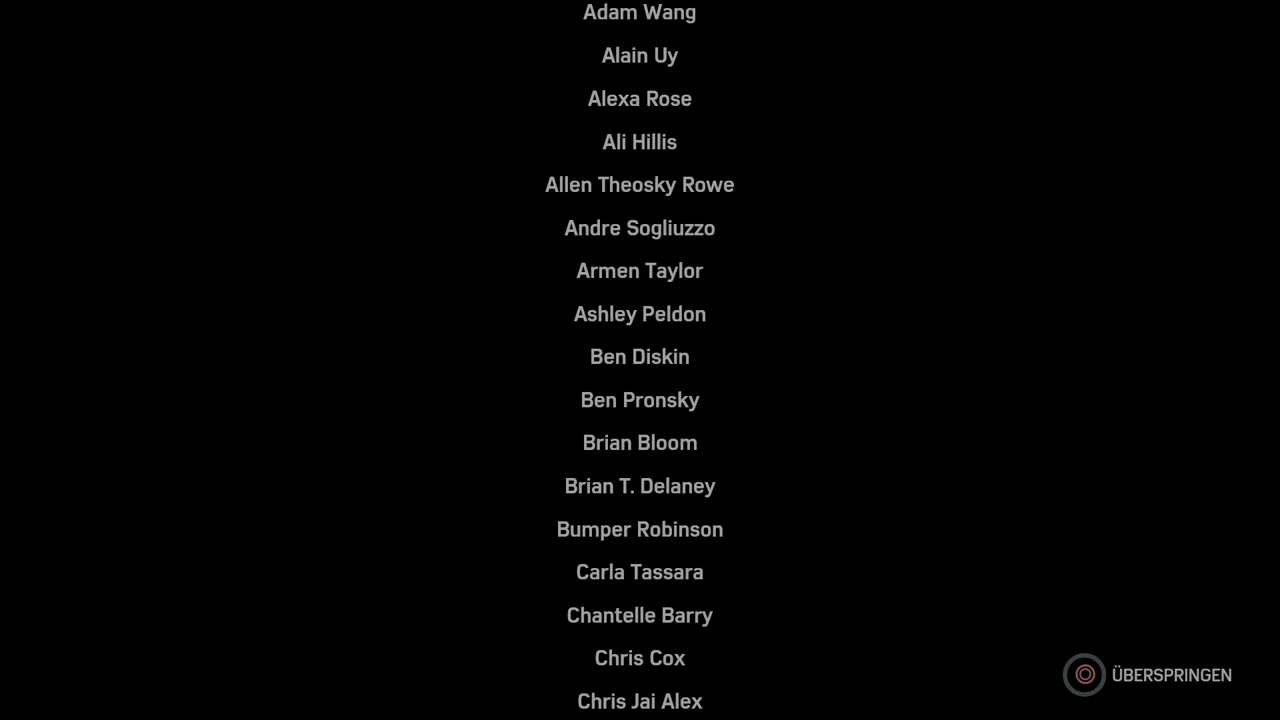 Adam Wang
Alain Uy
Alexa Rose
Ali Hillis
Allen Theosky Rowe
Andre Sogliuzzo
Armen Taylor
Ashley Peldon
Ben Diskin
Ben Pronsky
Brian Bloom
Brian T. Delaney
Bumper Robinson
Carla Tassara
Chantelle Barry
Chris Cox
Chris Jai Alex
ÜBERSPRINGEN